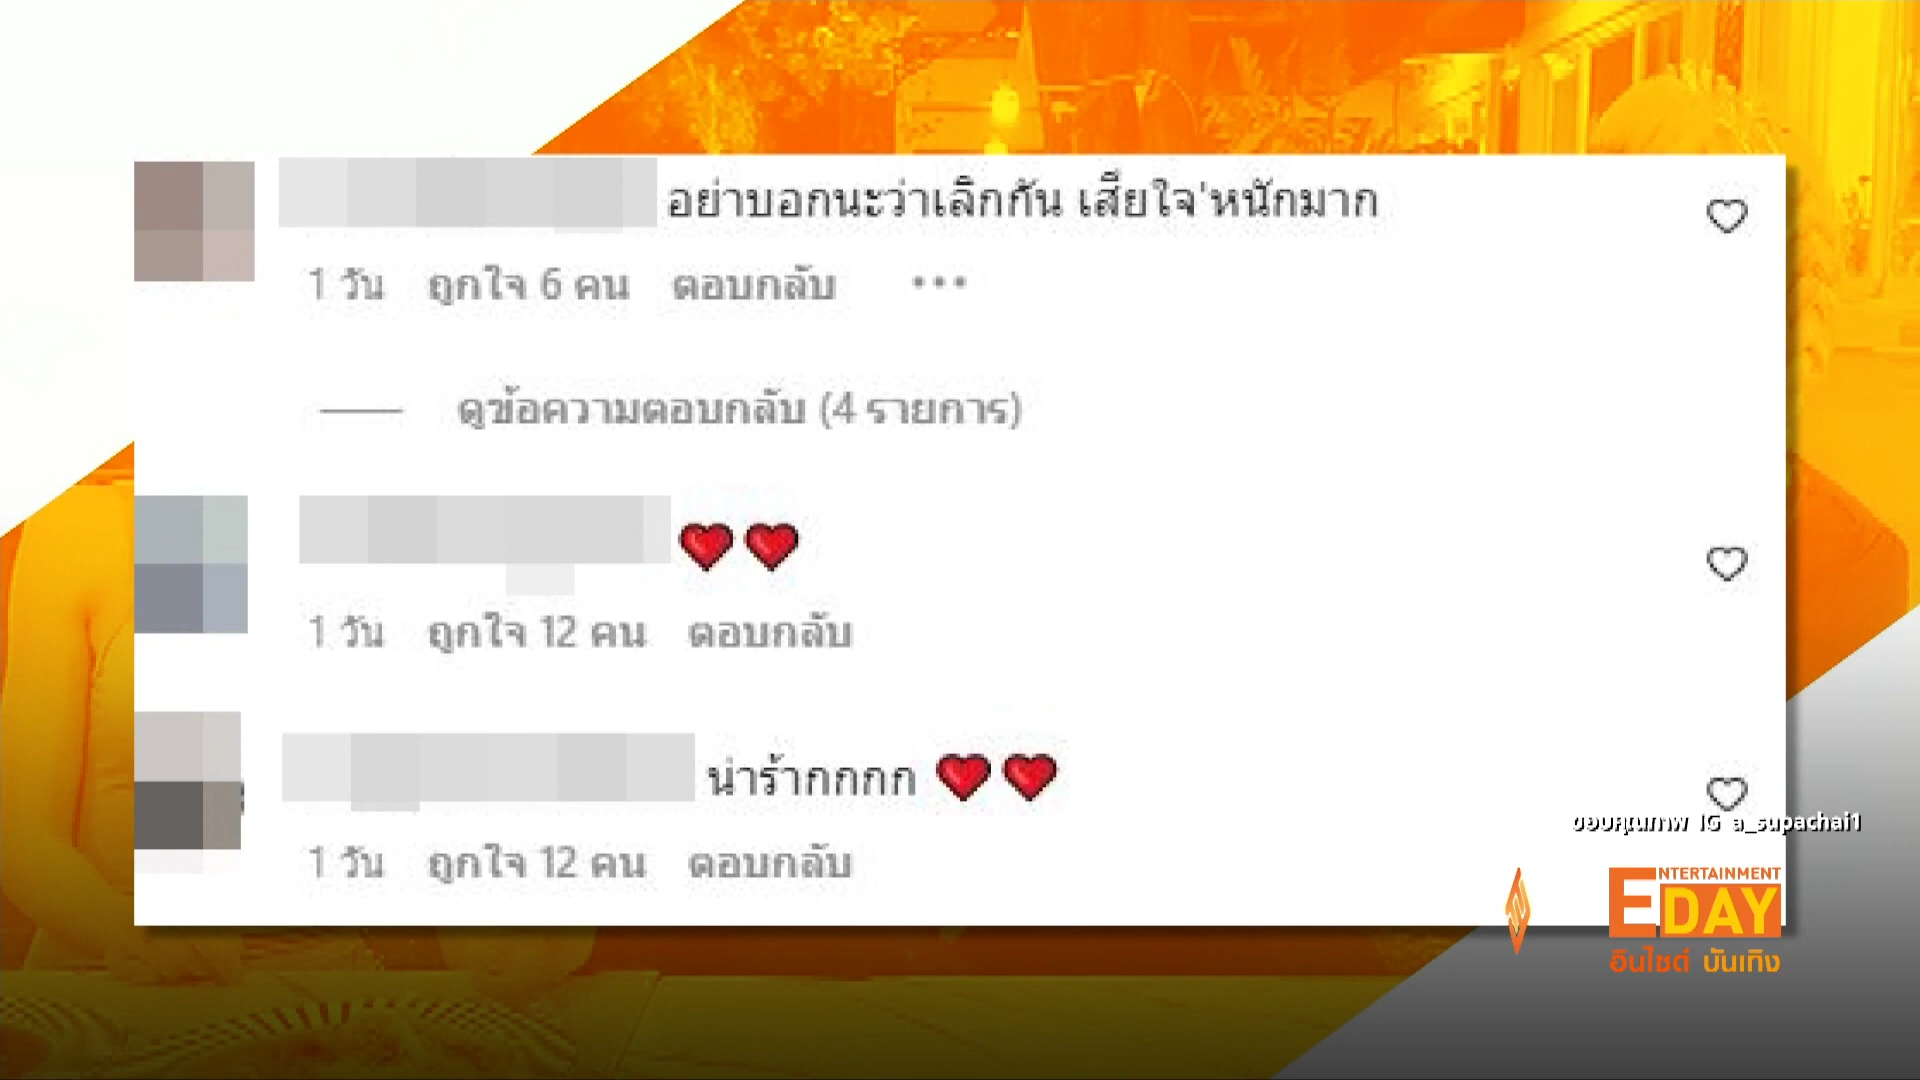 อย่าบอกนะว่าเลิกกัน เสียใจ'หนักมาก
1 วัน ถูกใจ 6 คน ตอบกลับ •••
ดูข้อความตอบกลับ (4 รายการ)
❤❤
1 วัน ถูกใจ 12 คน ตอบกลับ
น่าร้ากกกก ❤❤
1 วัน ถูกใจ 12 คน ตอบกลับ
ขอบคุณภาพ IG a_supachai1
ENTERTAINMENT
DAY
อินไซด์ บันเทิง